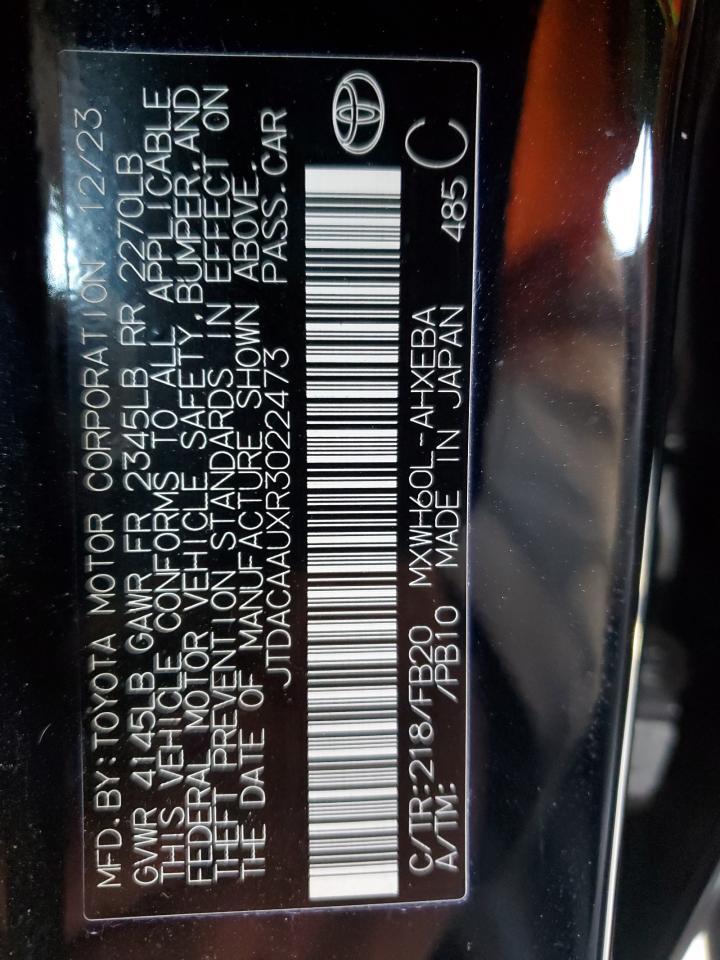 MFD.BY:TOYOTA MOTOR CORPORATION 12/23
GVWR 4145LB GAWR FR 2345LB RR 2270LB
THIS VEHICLE CONFORMS TO ALL APPLICABLE
FEDERAL MOTOR VEHICLE SAFETY,BUMPER,AND
THEFT PREVENTION STANDARDS IN EFFECT ON
THE DATE OF MANUFACTURE SHOWN ABOVE.
JTDACAAUXR3022473 PASS.CAR
C/TR:218/FB20 MXWH60L-AHXEBA
A/TM: /PB10 MADE IN JAPAN 485 C